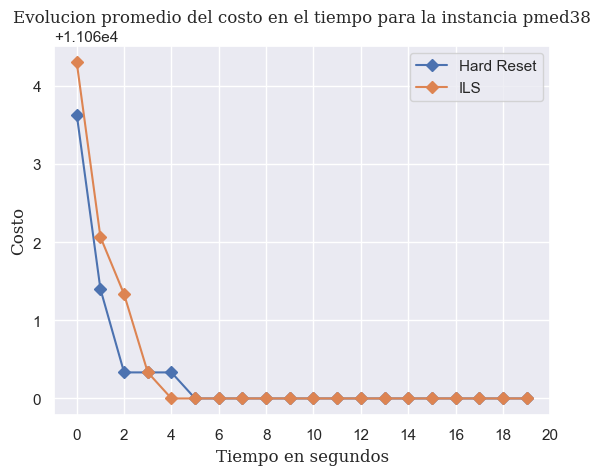 Evolucion promedio del costo en el tiempo para la instancia pmed38
+1.106e4
Hard Reset
ILS
4
3
2
1
0
Costo
0 2 4 6 8 10 12 14 16 18 20
Tiempo en segundos